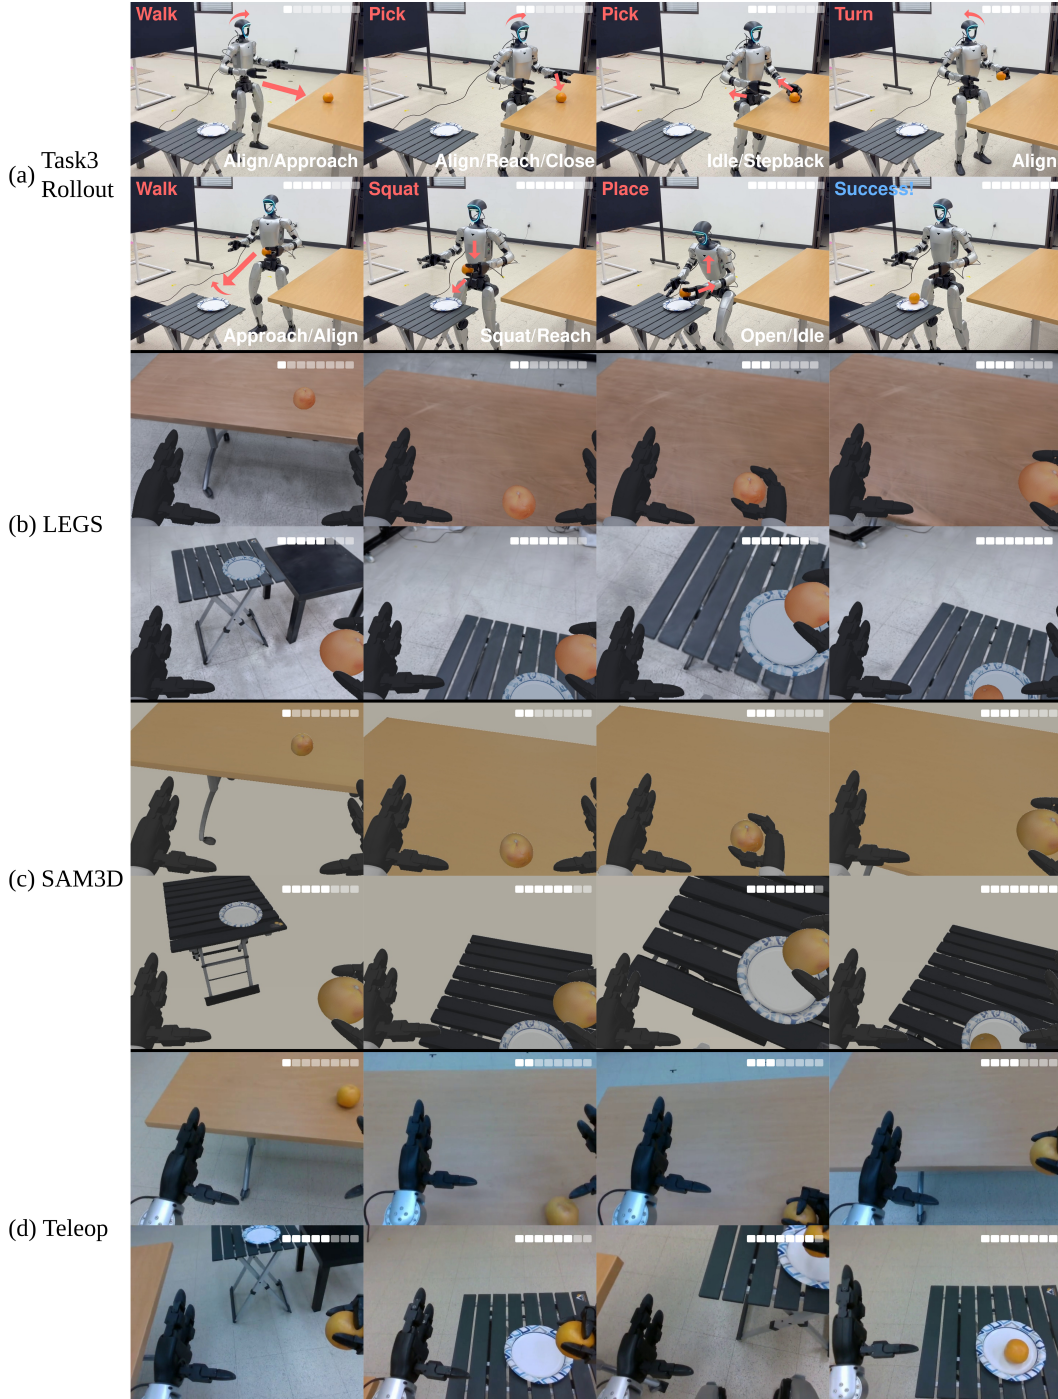 Walk
Pick
Pick
Turn
Align/Approach
Align/Reach/Close
Idle/Stepback
Align
(a) Task3
Rollout
Walk
Squat
Place
Success!
Approach/Align
Squat/Reach
Open/Idle
(b) LEGS
(c) SAM3D
(d) Teleop